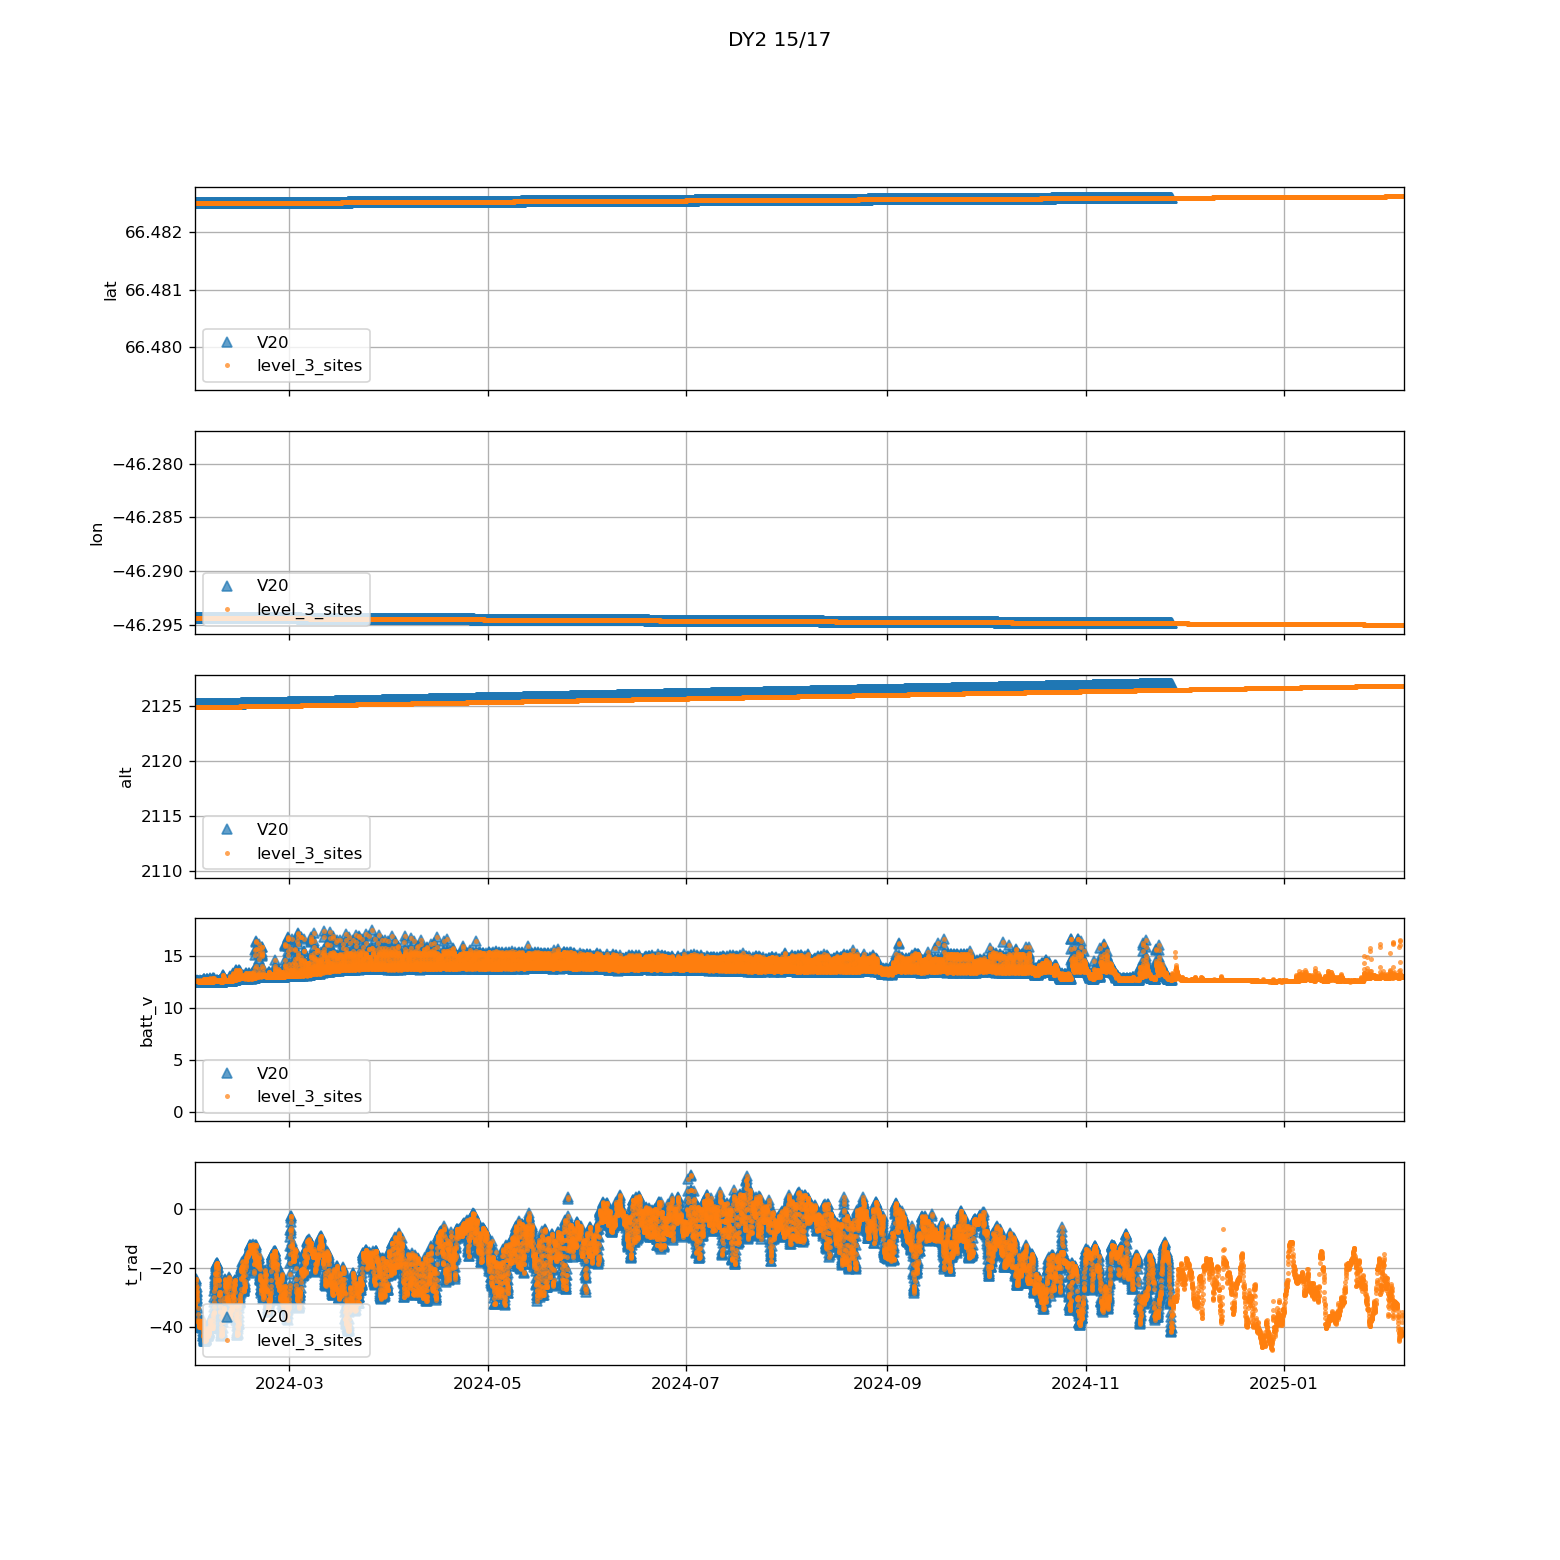 DY2 15/17
66.482
66.481
66.480
lat
V20
level_3_sites
−46.280
−46.285
−46.290
−46.295
lon
V20
level_3_sites
2125
2120
2115
2110
alt
V20
level_3_sites
15
10
5
0
batt_v
V20
level_3_sites
0
−20
−40
t_rad
V20
level_3_sites
2024-03 2024-05 2024-07 2024-09 2024-11 2025-01